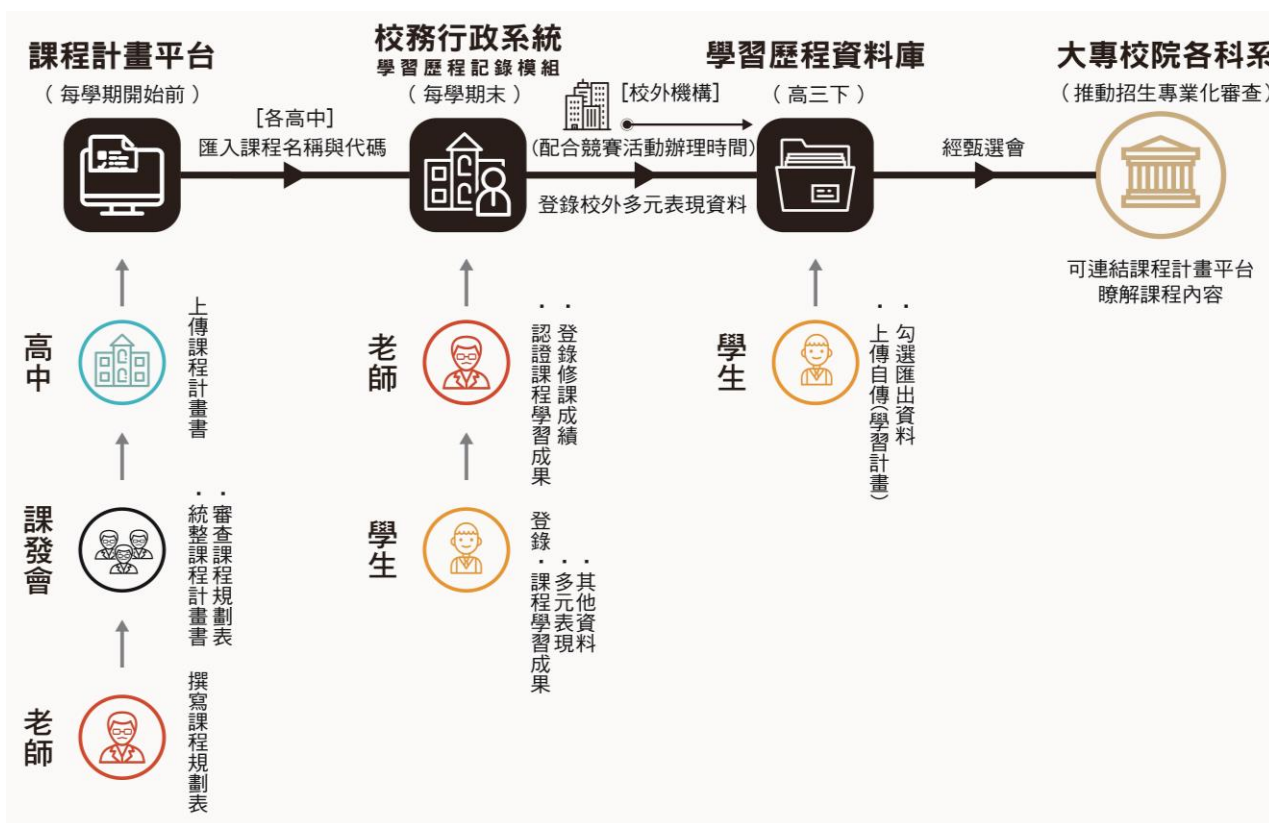 課程計畫平台
（每學期開始前）
[各高中]
匯入課程名稱與代碼
校務行政系統
學習歷程記錄模組
（每學期末）
[校外機構]
(配合競賽活動辦理時間)
登錄校外多元表現資料
學習歷程資料庫
（高三下）
經甄選會
大專校院各科系
（推動招生專業化審查）
可連結課程計畫平台
瞭解課程內容
高中
上傳課程計畫書
課發會
・審查課程規劃表
・統整課程計畫書
老師
撰寫課程規劃表
老師
・登錄修課成績
・認證課程學習成果
學生
登錄
・其他資料
・多元表現
・課程學習成果
學生
・勾選匯出資料
・上傳自傳(學習計畫)